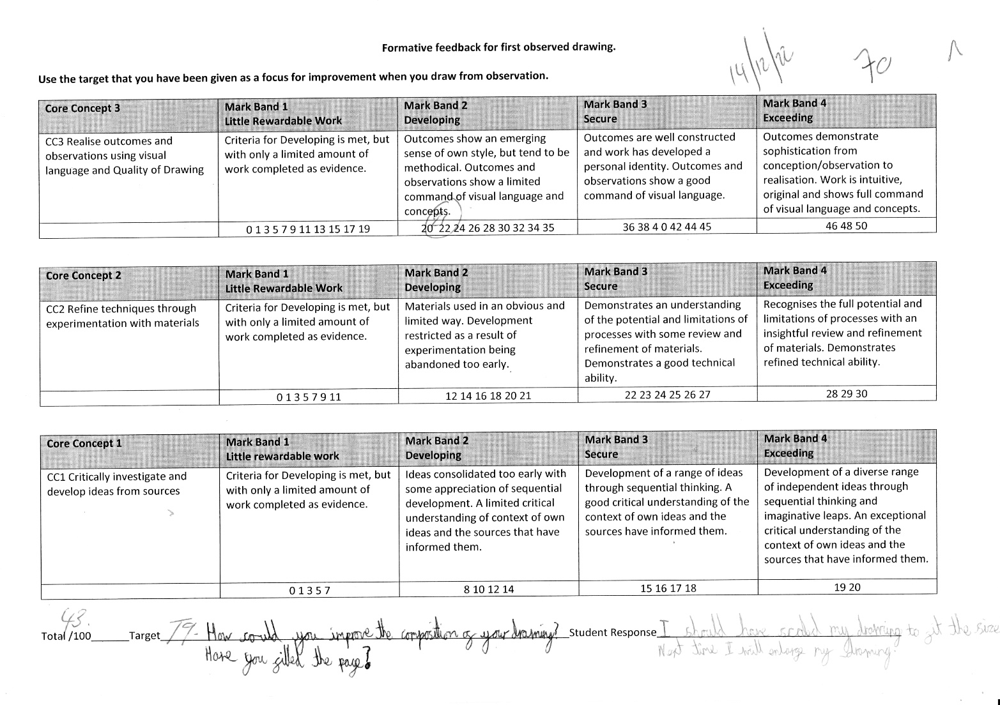 Formative feedback for first observed drawing.
14/12/22
70
Use the target that you have been given as a focus for improvement when you draw from observation.
Core Concept 3 Mark Band 1 Little Rewardable Work Mark Band 2 Developing Mark Band 3 Secure Mark Band 4 Exceeding
CC3 Realise outcomes and
observations using visual
language and Quality of Drawing
Criteria for Developing is met, but
with only a limited amount of
work completed as evidence.
Outcomes show an emerging
sense of own style, but tend to be
methodical. Outcomes and
observations show a limited
command of visual language and
concepts.
Outcomes are well constructed
and work has developed a
personal identity. Outcomes and
observations show a good
command of visual language.
Outcomes demonstrate
sophistication from
conception/observation to
realisation. Work is intuitive,
original and shows full command
of visual language and concepts.
0 1 3 5 7 9 11 13 15 17 19
20 22 24 26 28 30 32 34 35
36 38 4 0 42 44 45
46 48 50
Core Concept 2 Mark Band 1 Little Rewardable Work Mark Band 2 Developing Mark Band 3 Secure Mark Band 4 Exceeding
CC2 Refine techniques through
experimentation with materials
Criteria for Developing is met, but
with only a limited amount of
work completed as evidence.
Materials used in an obvious and
limited way. Development
restricted as a result of
experimentation being
abandoned too early.
Demonstrates an understanding
of the potential and limitations of
processes with some review and
refinement of materials.
Demonstrates a good technical
ability.
Recognises the full potential and
limitations of processes with an
insightful review and refinement
of materials. Demonstrates
refined technical ability.
0 1 3 5 7 9 11
12 14 16 18 20 21
22 23 24 25 26 27
28 29 30
Core Concept 1 Mark Band 1 Little rewardable work Mark Band 2 Developing Mark Band 3 Secure Mark Band 4 Exceeding
CC1 Critically investigate and
develop ideas from sources
Criteria for Developing is met, but
with only a limited amount of
work completed as evidence.
Ideas consolidated too early with
some appreciation of sequential
development. A limited critical
understanding of context of own
ideas and the sources that have
informed them.
Development of a range of ideas
through sequential thinking. A
good critical understanding of the
context of own ideas and the
sources have informed them.
Development of a diverse range
of independent ideas through
sequential thinking and
imaginative leaps. An exceptional
critical understanding of the
context of own ideas and the
sources that have informed them.
0 1 3 5 7
8 10 12 14
15 16 17 18
19 20
43.
Total /100______Target T9- How could you improve the composition of your drawing? Student Response I should have scaled my drawing to fit the size
Have you filled the page?
Next time I will enlarge my drawing.